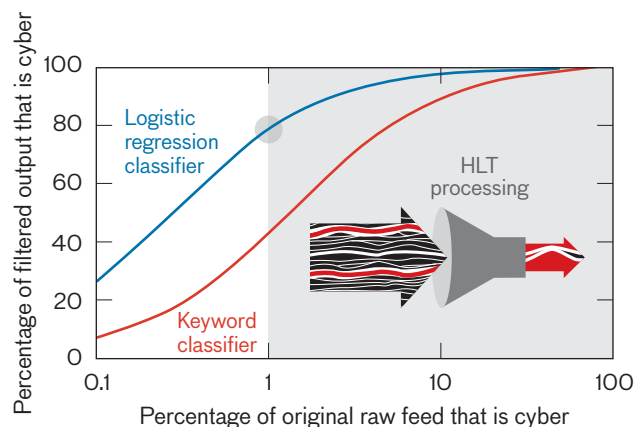 Percentage of filtered output that is cyber
100
80
60
40
20
0
Logistic
regression
classifier
HLT
processing
Keyword
classifier
0.1
1
10
100
Percentage of original raw feed that is cyber